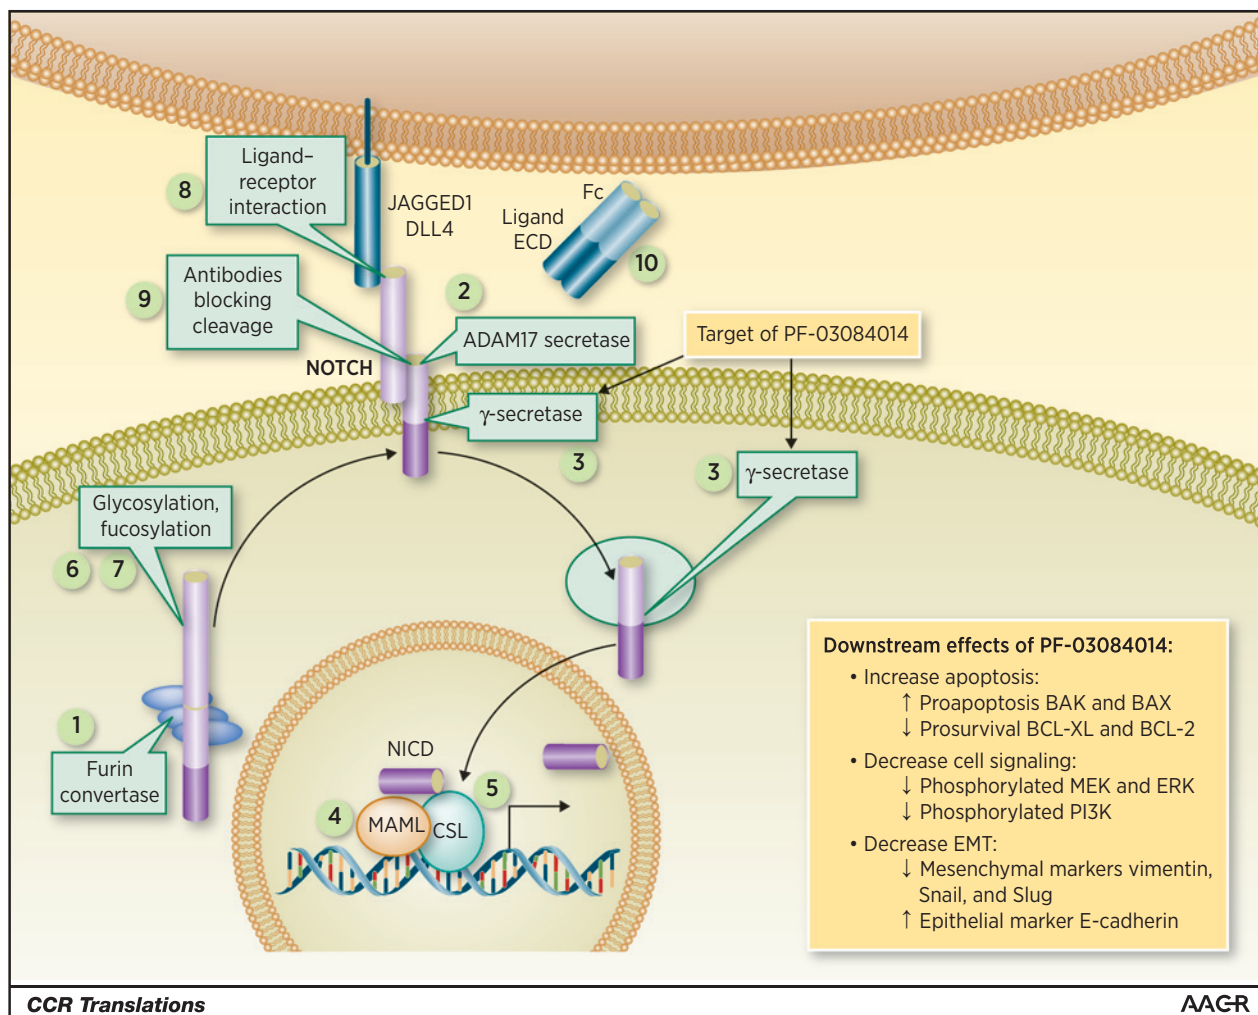 8
Ligand–
receptor
interaction
JAGGED1
DLL4
Fc
Ligand
ECD
10
9
Antibodies
blocking
cleavage
2
ADAM17 secretase
Target of PF-03084014
NOTCH
γ-secretase
3
3
γ-secretase
Glycosylation,
fucosylation
6
7
1
Furin
convertase
NICD
4
MAML
CSL
5
Downstream effects of PF-03084014:
• Increase apoptosis:
↑ Proapoptosis BAK and BAX
↓ Prosurvival BCL-XL and BCL-2
• Decrease cell signaling:
↓ Phosphorylated MEK and ERK
↓ Phosphorylated PI3K
• Decrease EMT:
↓ Mesenchymal markers vimentin,
Snail, and Slug
↑ Epithelial marker E-cadherin
CCR Translations
AACR